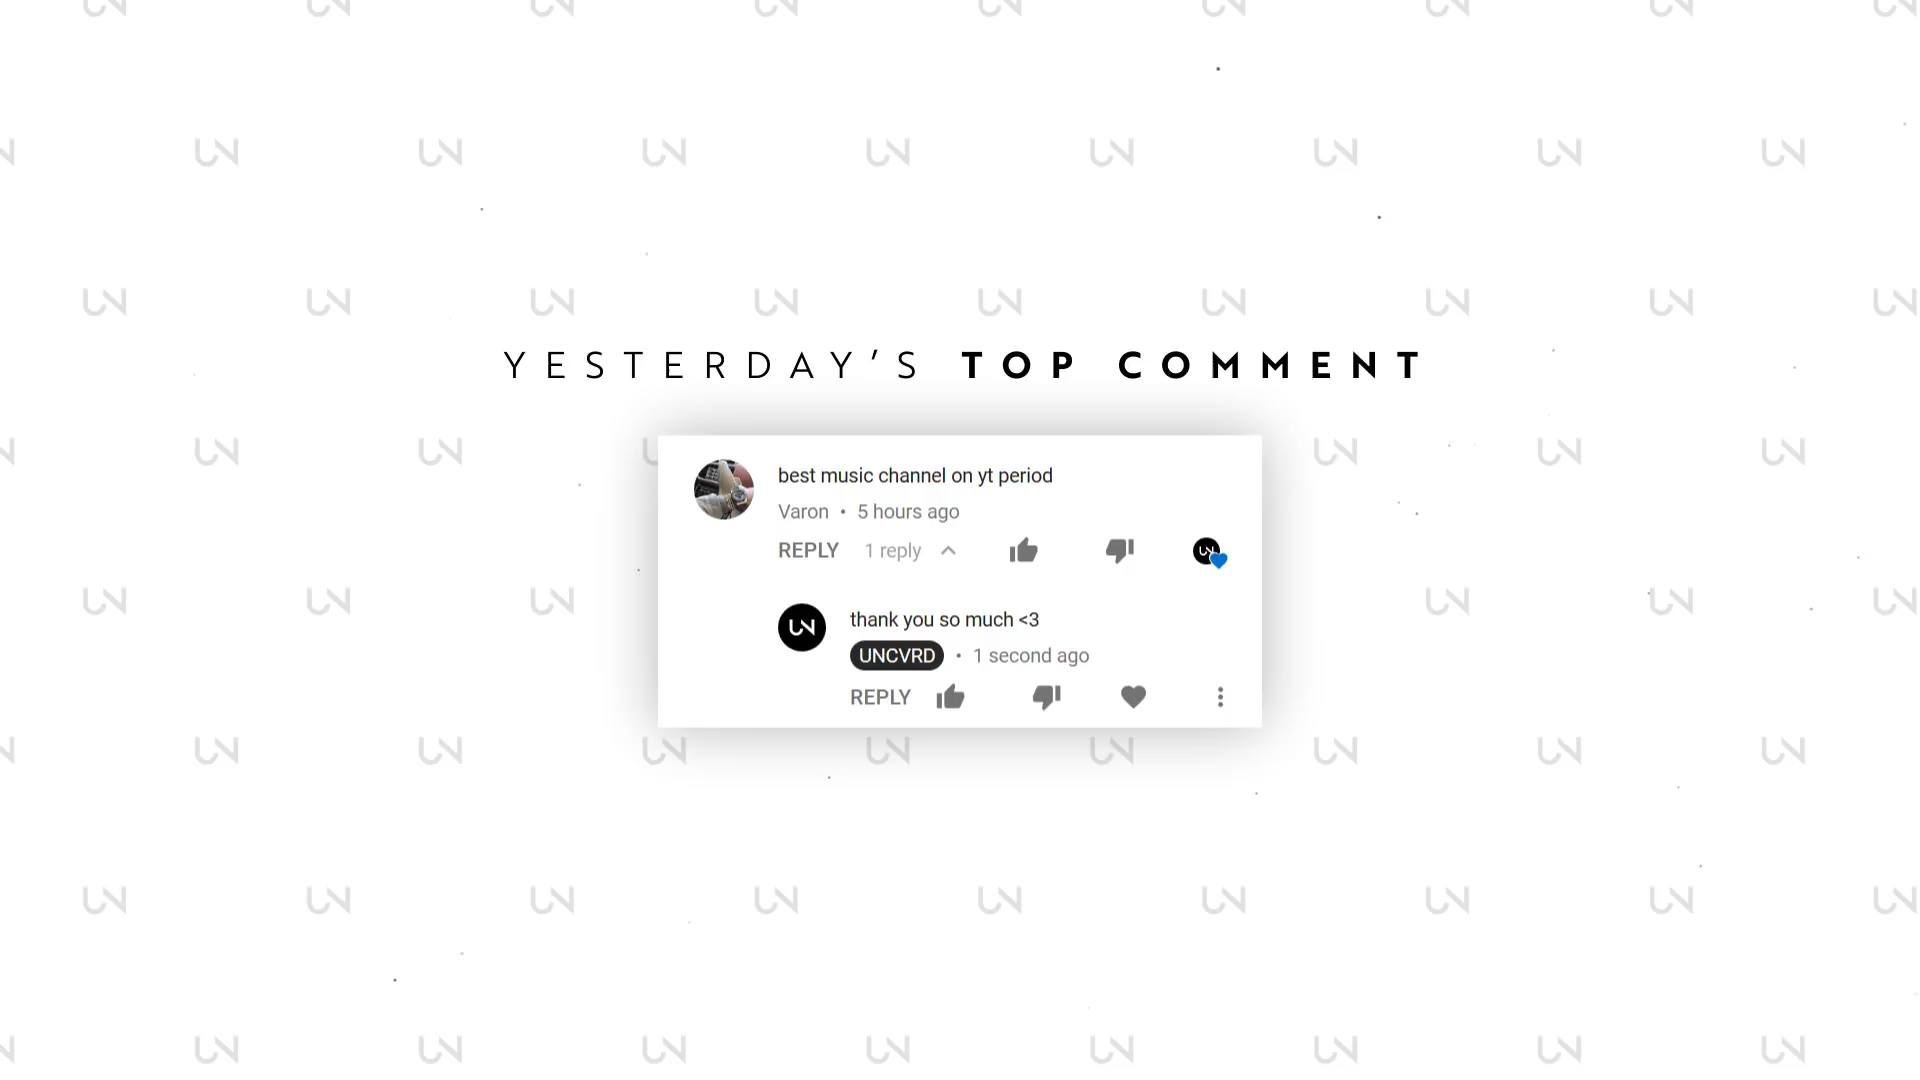 YESTERDAY’S TOP COMMENT
best music channel on yt period
Varon • 5 hours ago
REPLY 1 reply
thank you so much <3
UNCVRD • 1 second ago
REPLY